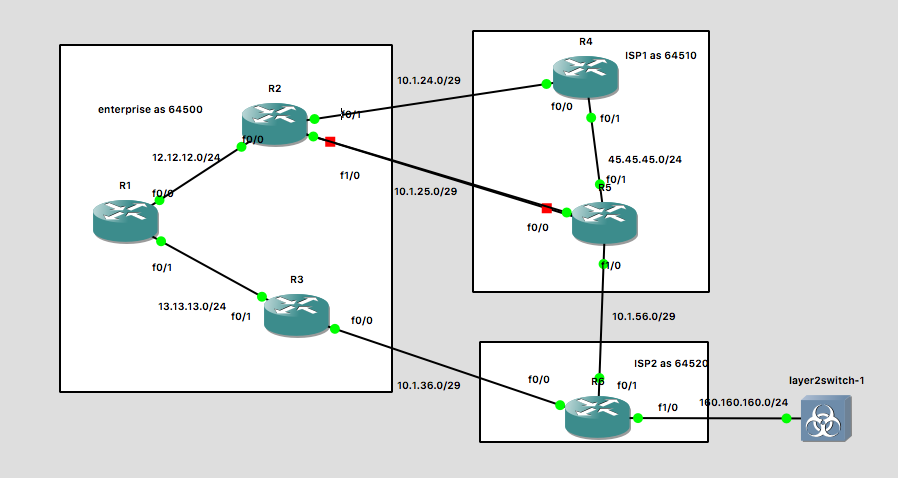 R4
ISP1 as 64510
10.1.24.0/29
R2
enterprise as 64500
f0/1
f0/0
f0/1
f0/0
12.12.12.0/24
45.45.45.0/24
f1/0
f0/1
R5
R1
f0/0
10.1.25.0/29
f0/0
f0/1
f1/0
R3
13.13.13.0/24
f0/1
f0/0
10.1.56.0/29
ISP2 as 64520
10.1.36.0/29
f0/0
R6
f0/1
layer2switch-1
f1/0
160.160.160.0/24